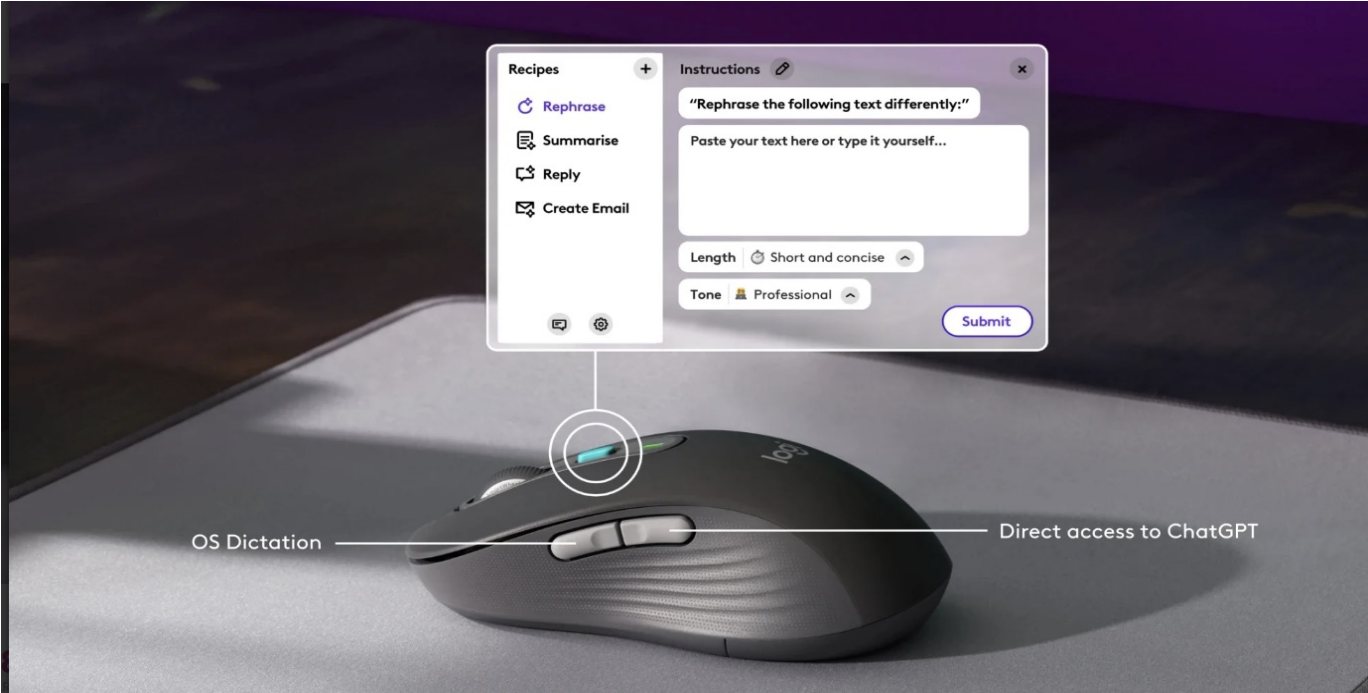 Recipes
Rephrase
Summarise
Reply
Create Email
Instructions
“Rephrase the following text differently:”
Paste your text here or type it yourself...
Length Short and concise
Tone Professional
Submit
logi
OS Dictation
Direct access to ChatGPT